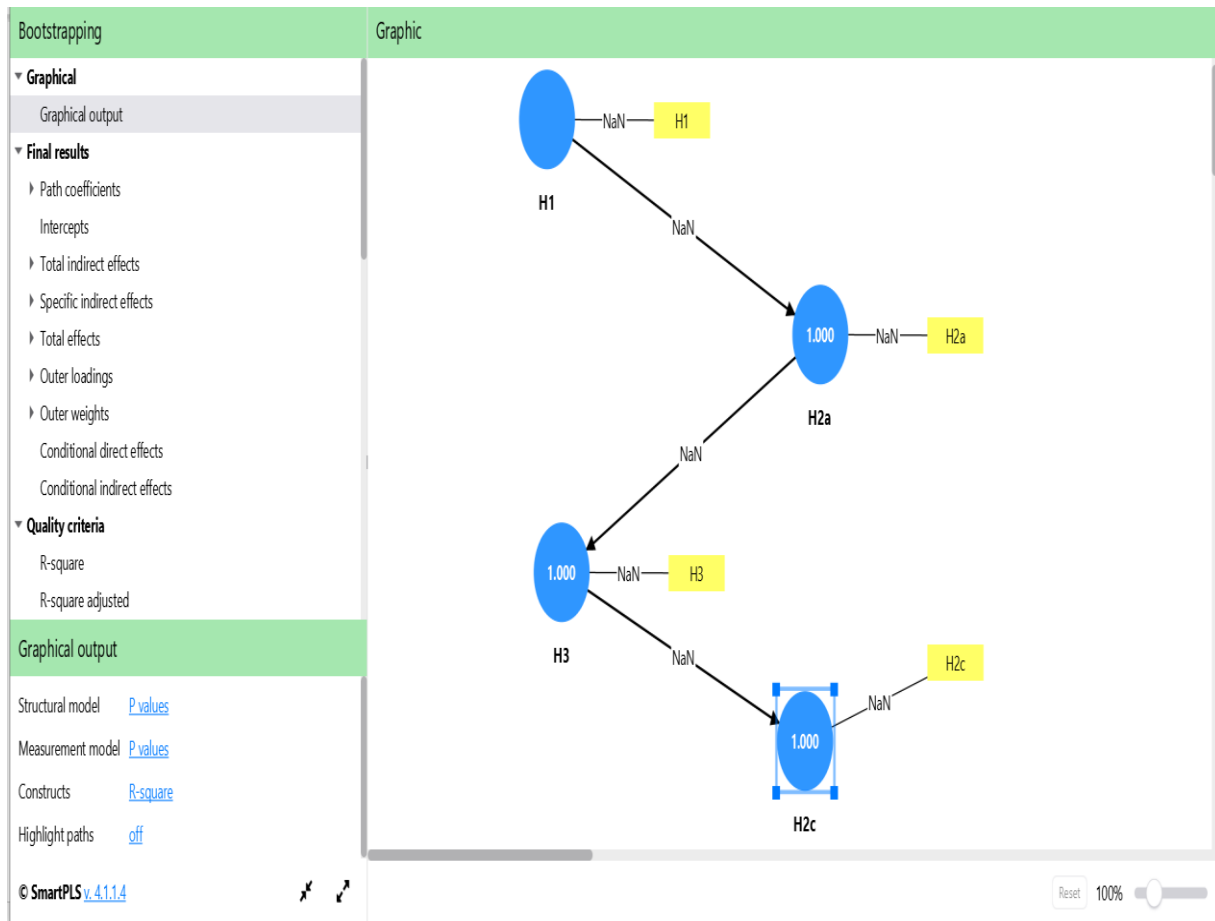 Bootstrapping
Graphical
Graphical output
Final results
Path coefficients
Intercepts
Total indirect effects
Specific indirect effects
Total effects
Outer loadings
Outer weights
Conditional direct effects
Conditional indirect effects
Quality criteria
R-square
R-square adjusted
Graphical output
Structural model P values
Measurement model P values
Constructs R-square
Highlight paths off
© SmartPLS v. 4.1.1.4
Graphic
NaN H1
H1
NaN
1.000 NaN H2a
H2a
NaN
1.000 NaN H3
H3
NaN
H2c
NaN
1.000
H2c
Reset 100%